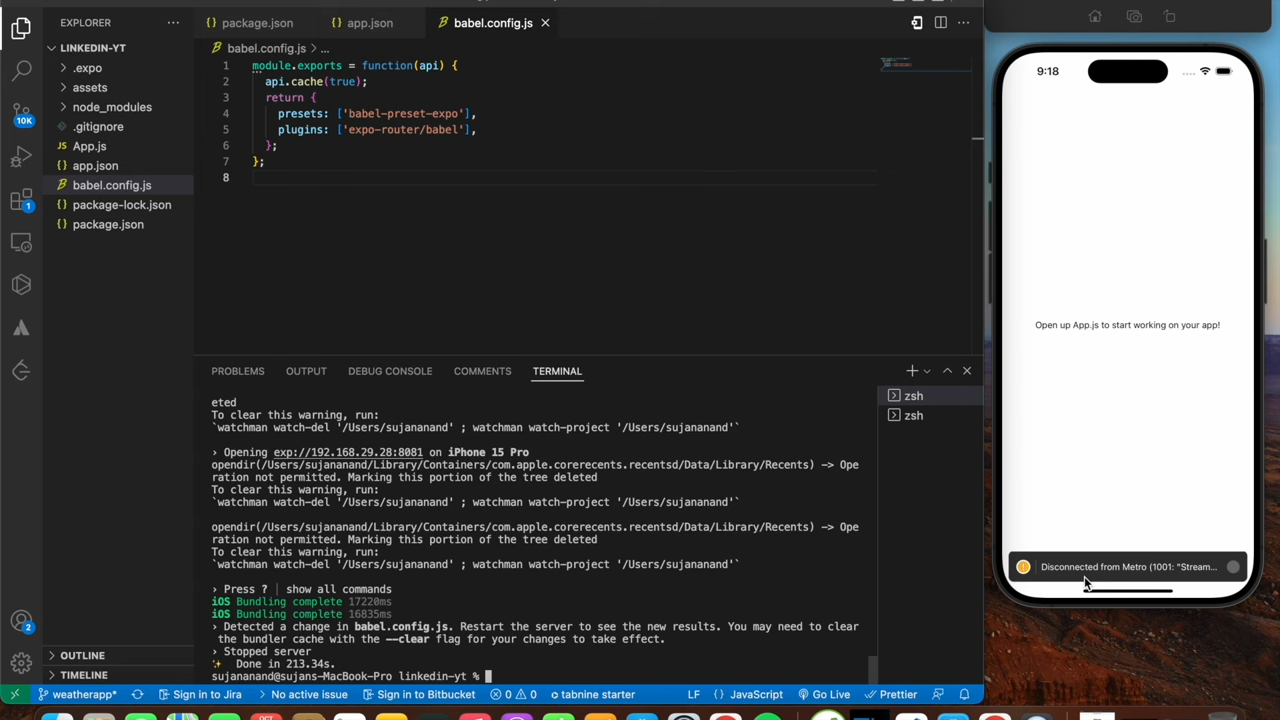 EXPLORER
LINKEDIN-YT
.expo
assets
node_modules
.gitignore
JS App.js
{} app.json
babel.config.js
{} package-lock.json
{} package.json
OUTLINE
TIMELINE
10K
1
2
{} package.json
{} app.json
babel.config.js
babel.config.js > ...
1 module.exports = function(api) {
2 api.cache(true);
3 return {
4 presets: ['babel-preset-expo'],
5 plugins: ['expo-router/babel'],
6 };
7 };
8
PROBLEMS OUTPUT DEBUG CONSOLE COMMENTS TERMINAL
zsh
zsh
eted
To clear this warning, run:
`watchman watch-del '/Users/sujananand' ; watchman watch-project '/Users/sujananand'`
› Opening exp://192.168.29.28:8081 on iPhone 15 Pro
opendir(/Users/sujananand/Library/Containers/com.apple.corerecents.recentsd/Data/Library/Recents) -> Ope
ration not permitted. Marking this portion of the tree deleted
To clear this warning, run:
`watchman watch-del '/Users/sujananand' ; watchman watch-project '/Users/sujananand'`
opendir(/Users/sujananand/Library/Containers/com.apple.corerecents.recentsd/Data/Library/Recents) -> Ope
ration not permitted. Marking this portion of the tree deleted
To clear this warning, run:
`watchman watch-del '/Users/sujananand' ; watchman watch-project '/Users/sujananand'`
› Press ? | show all commands
iOS Bundling complete 17220ms
iOS Bundling complete 16835ms
› Detected a change in babel.config.js. Restart the server to see the new results. You may need to clear
the bundler cache with the --clear flag for your changes to take effect.
› Stopped server
✨ Done in 213.34s.
sujananand@sujans-MacBook-Pro linkedin-yt %
weatherapp* Sign in to Jira No active issue Sign in to Bitbucket 0 0 tabnine starter LF {} JavaScript Go Live Prettier
9:18
Open up App.js to start working on your app!
Disconnected from Metro (1001: "Stream...